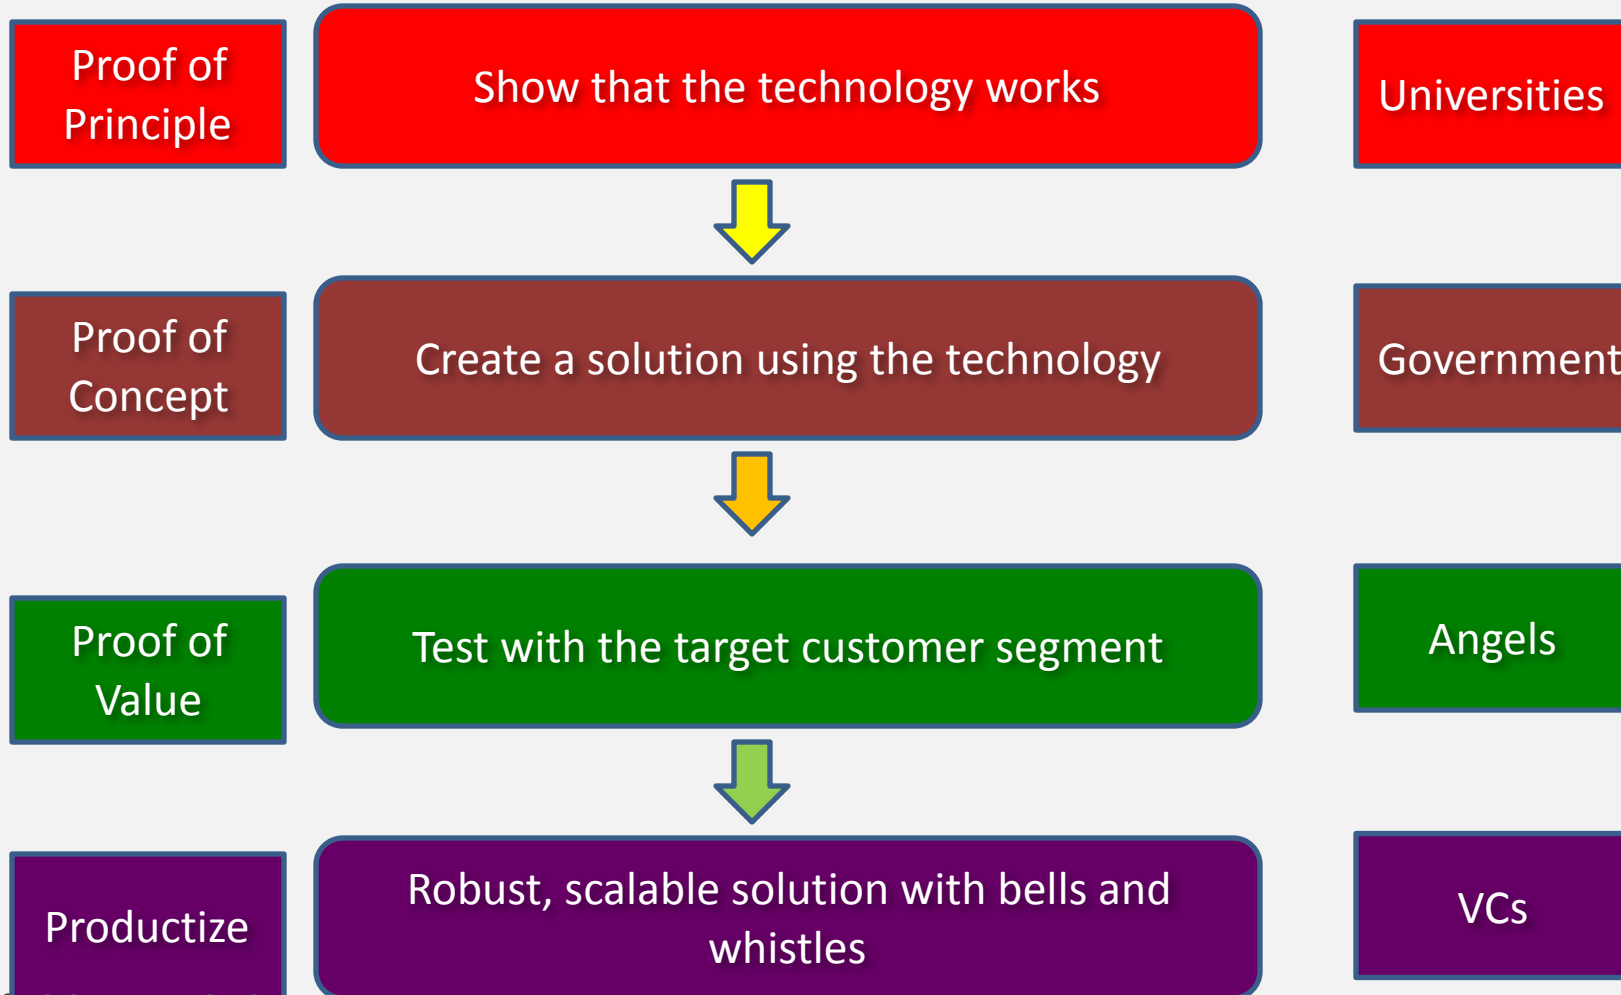 Proof of
Principle
Show that the technology works
Universities
Proof of
Concept
Create a solution using the technology
Government
Proof of
Value
Test with the target customer segment
Angels
Productize
Robust, scalable solution with bells and
whistles
VCs